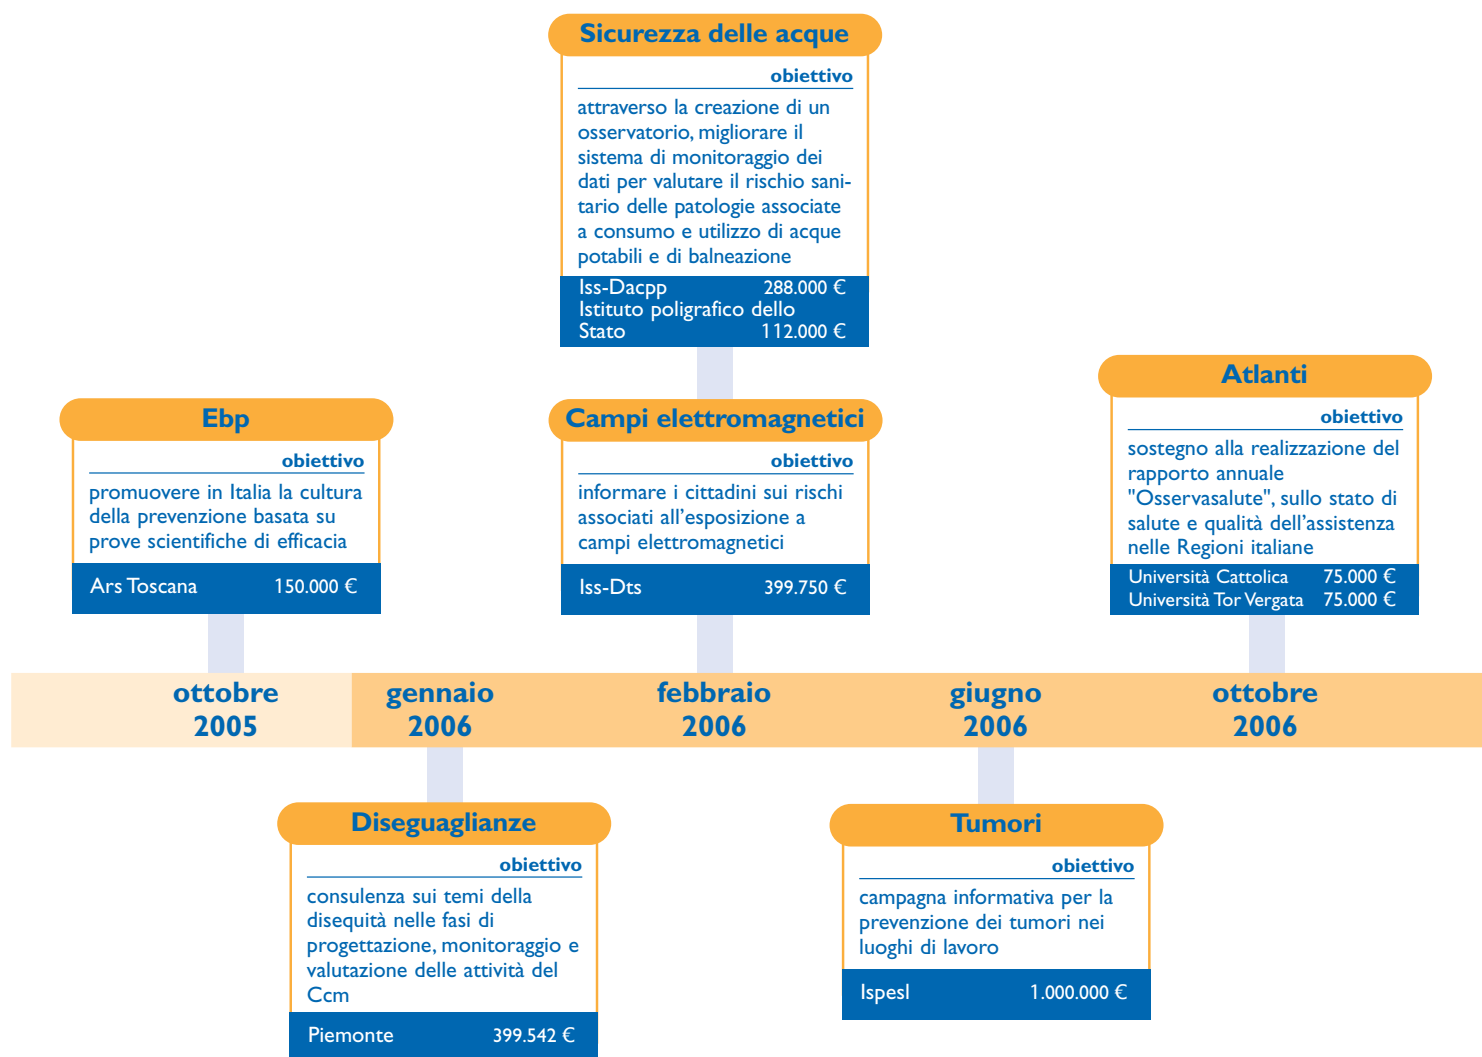 Sicurezza delle acque
obiettivo
attraverso la creazione di un
osservatorio, migliorare il
sistema di monitoraggio dei
dati per valutare il rischio sani-
tario delle patologie associate
a consumo e utilizzo di acque
potabili e di balneazione
Iss-Dacpp 288.000 €
Istituto poligrafico dello
Stato 112.000 €
Ebp
obiettivo
promuovere in Italia la cultura
della prevenzione basata su
prove scientifiche di efficacia
Ars Toscana 150.000 €
Campi elettromagnetici
obiettivo
informare i cittadini sui rischi
associati all’esposizione a
campi elettromagnetici
Iss-Dts 399.750 €
Atlanti
obiettivo
sostegno alla realizzazione del
rapporto annuale
"Osservasalute", sullo stato di
salute e qualità dell’assistenza
nelle Regioni italiane
Università Cattolica 75.000 €
Università Tor Vergata 75.000 €
ottobre
2005
gennaio
2006
febbraio
2006
giugno
2006
ottobre
2006
Diseguaglianze
obiettivo
consulenza sui temi della
disequità nelle fasi di
progettazione, monitoraggio e
valutazione delle attività del
Ccm
Piemonte 399.542 €
Tumori
obiettivo
campagna informativa per la
prevenzione dei tumori nei
luoghi di lavoro
Ispesl 1.000.000 €